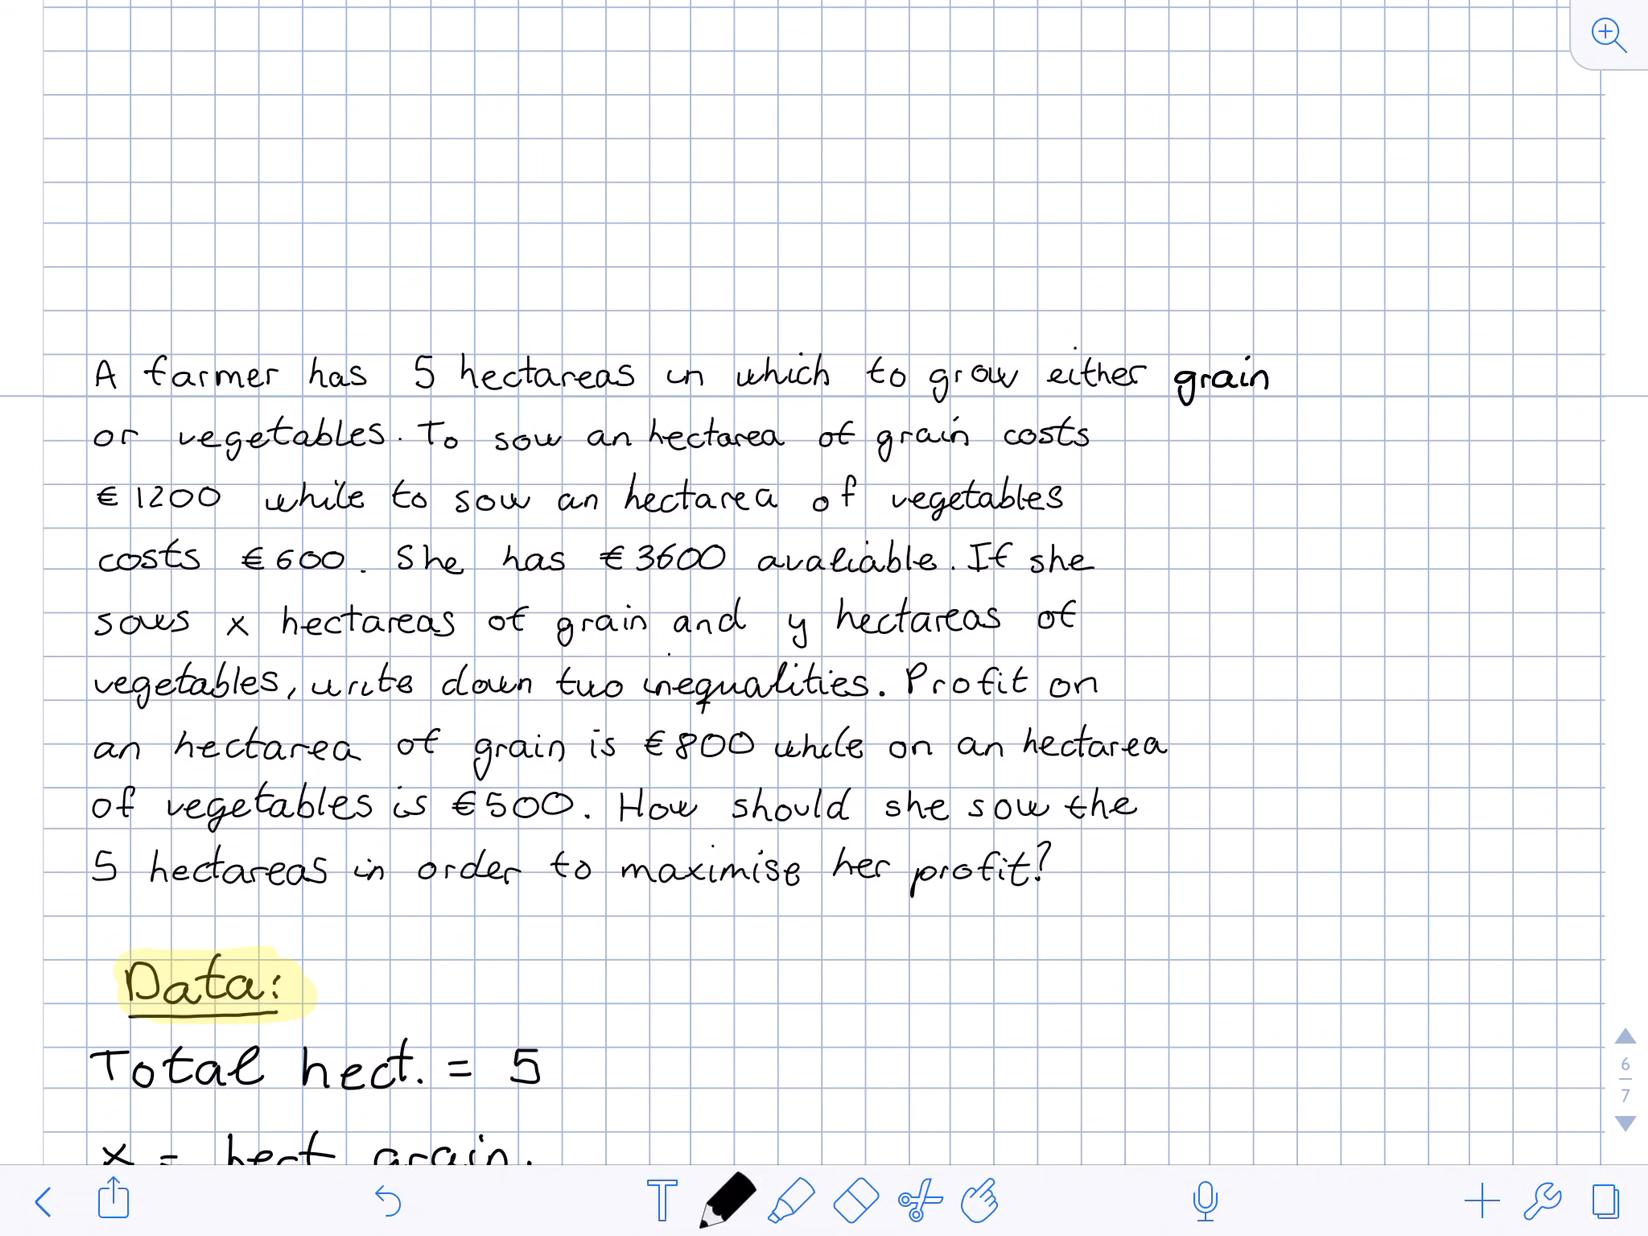 A farmer has 5 hectareas in which to grow either grain
or vegetables. To sow an hectarea of grain costs
€1200 while to sow an hectarea of vegetables
costs €600. She has €3600 avaliable. If she
sows x hectareas of grain and y hectareas of
vegetables, write down two inequalities. Profit on
an hectarea of grain is €800 while on an hectarea
of vegetables is €500. How should she sow the
5 hectareas in order to maximise her profit?
Data:
Total hect. = 5
x = hect grain.
6
7
T